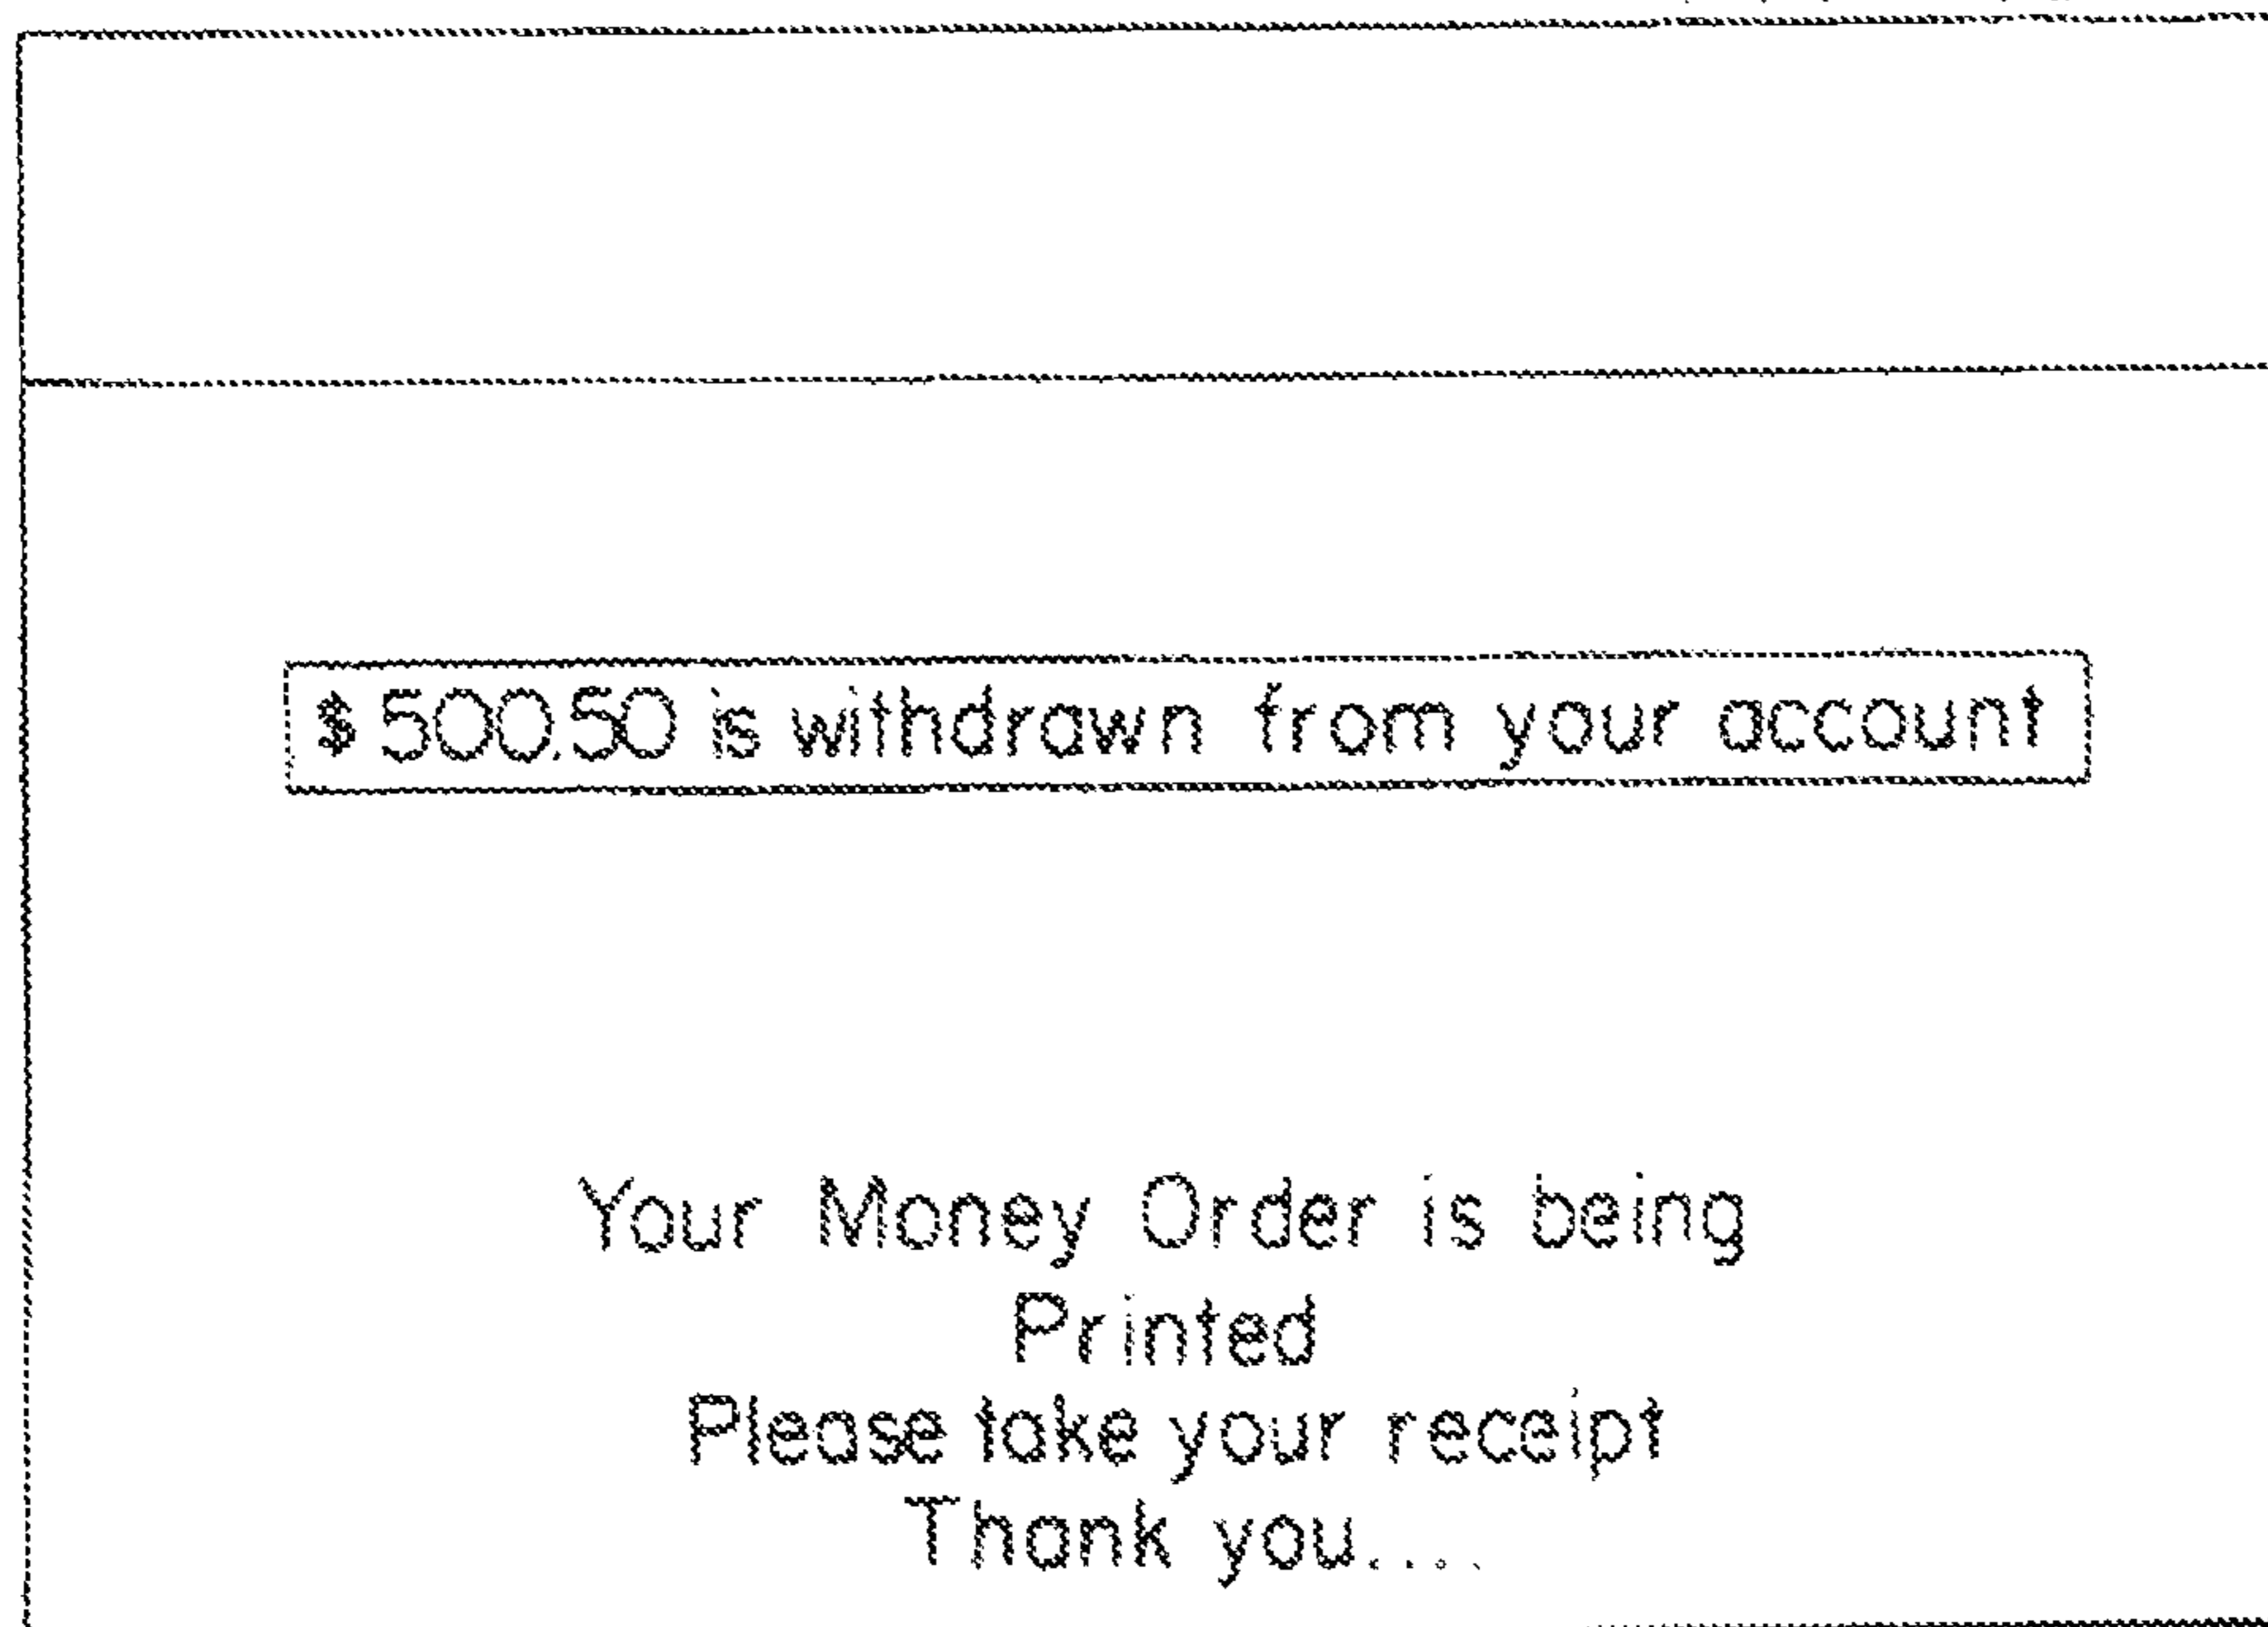 $ 500.50 is withdrawn from your account
Your Money Order is being
Printed
Please take your receipt
Thank you....